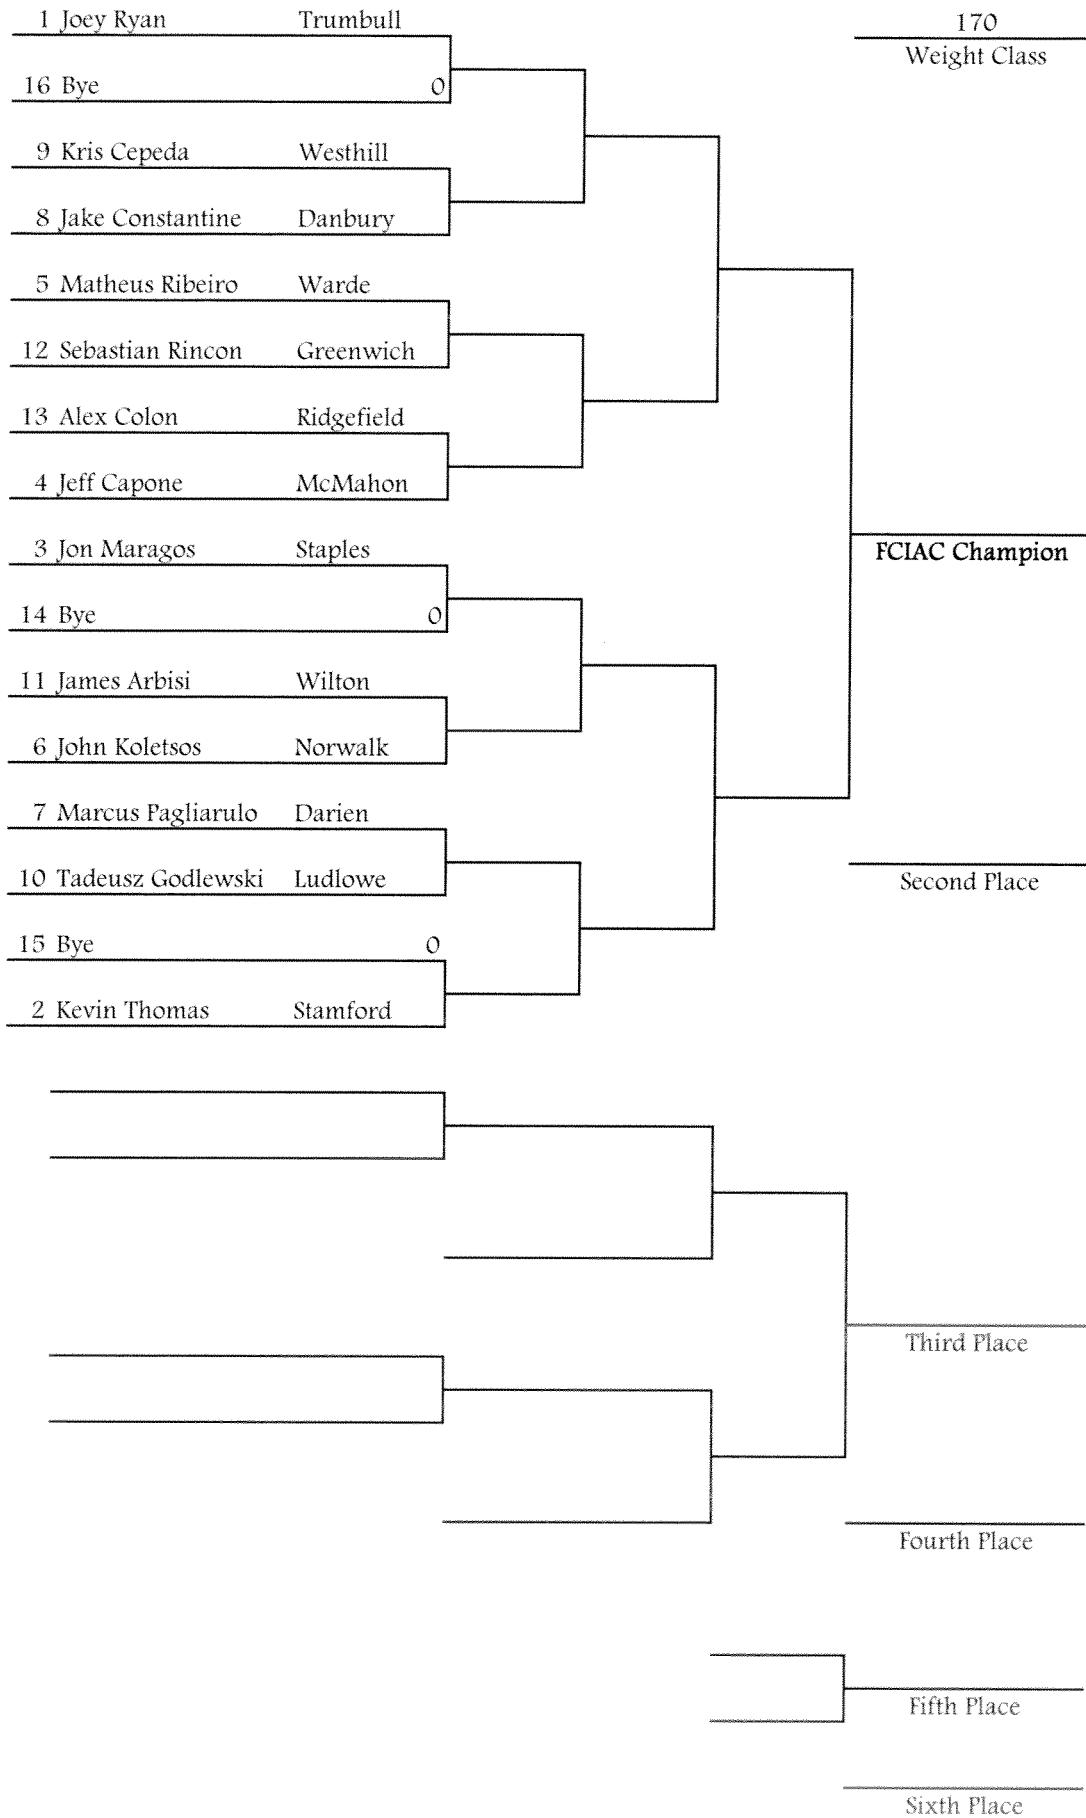 1 Joey Ryan Trumbull
170
Weight Class
16 Bye 0
9 Kris Cepeda Westhill
8 Jake Constantine Danbury
5 Matheus Ribeiro Warde
12 Sebastian Rincon Greenwich
13 Alex Colon Ridgefield
4 Jeff Capone McMahon
3 Jon Maragos Staples
FCIAC Champion
14 Bye 0
11 James Arbisi Wilton
6 John Koletsos Norwalk
7 Marcus Pagliarulo Darien
10 Tadeusz Godlewski Ludlowe
Second Place
15 Bye 0
2 Kevin Thomas Stamford
Third Place
Fourth Place
Fifth Place
Sixth Place